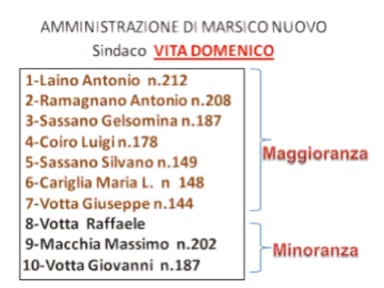 AMMINISTRAZIONE DI MARSICO NUOVO
Sindaco VITA DOMENICO
1-Laino Antonio n.212
2-Ramagnano Antonio n.208
3-Sassano Gelsomina n.187
4-Coiro Luigi n.178
5-Sassano Silvano n.149
6-Cariglia Maria L. n 148
7-Votta Giuseppe n.144
Maggioranza
8-Votta Raffaele
9-Macchia Massimo n.202
10-Votta Giovanni n.187
Minoranza